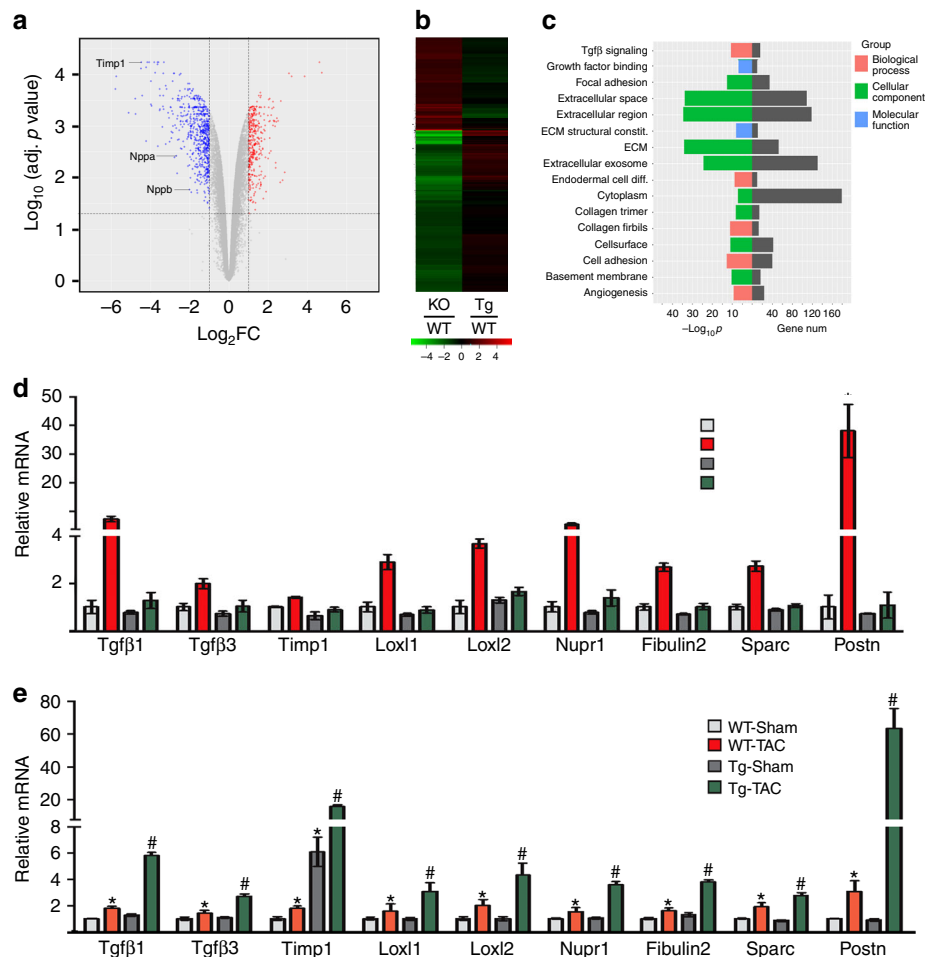 a
Log10 (adj. p value)
4
3
2
1
0
Timp1
Nppa
Nppb
−6
−4
−2
0
2
4
6
Log2FC
b
KO
WT
Tg
WT
−4
−2
0
2
4
c
Tgfβ signaling
Growth factor binding
Focal adhesion
Extracellular space
Extracellular region
ECM structural constit.
ECM
Extracellular exosome
Endodermal cell diff.
Cytoplasm
Collagen trimer
Collagen firbils
Cellsurface
Cell adhesion
Basement membrane
Angiogenesis
40
30
20
10
40
80
120
160
−Log10p
Gene num
Group
Biological
process
Cellular
component
Molecular
function
d
Relative mRNA
50
40
30
20
4
2
Tgfβ1
Tgfβ3
Timp1
Loxl1
Loxl2
Nupr1
Fibulin2
Sparc
Postn
e
Relative mRNA
80
60
40
20
8
6
4
2
* #
* #
* * #
* #
* #
* #
* #
* #
* #
WT-Sham
WT-TAC
Tg-Sham
Tg-TAC
Tgfβ1
Tgfβ3
Timp1
Loxl1
Loxl2
Nupr1
Fibulin2
Sparc
Postn